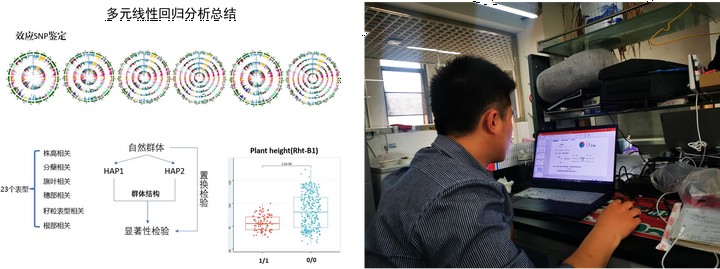 多元线性回归分析总结
效应SNP鉴定
23个表型
株高相关
分蘖相关
旗叶相关
穗部相关
籽粒表型相关
根部相关
自然群体
HAP1
HAP2
群体结构
显著性检验
置换检验
Plant height(Rht-B1)
1/1
0/0